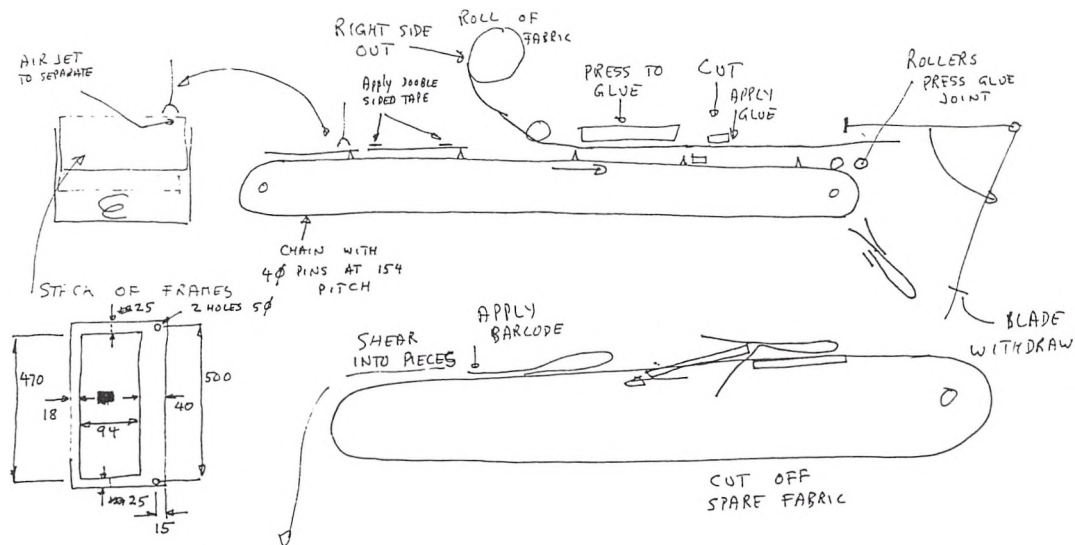 AIR JET
TO SEPARATE
RIGHT SIDE
OUT
ROLL OF
FABRIC
Apply DOUBLE
SIDED TAPE
PRESS TO
GLUE
CUT
APPLY
GLUE
ROLLERS
PRESS GLUE
JOINT
CHAIN WITH
4φ PINS AT 154
PITCH
STACK OF FRAMES
25
2 HOLES 5φ
470
18
94
40
500
25
15
SHEAR
INTO PIECES
APPLY
BARCODE
BLADE
WITHDRAW
CUT OFF
SPARE FABRIC